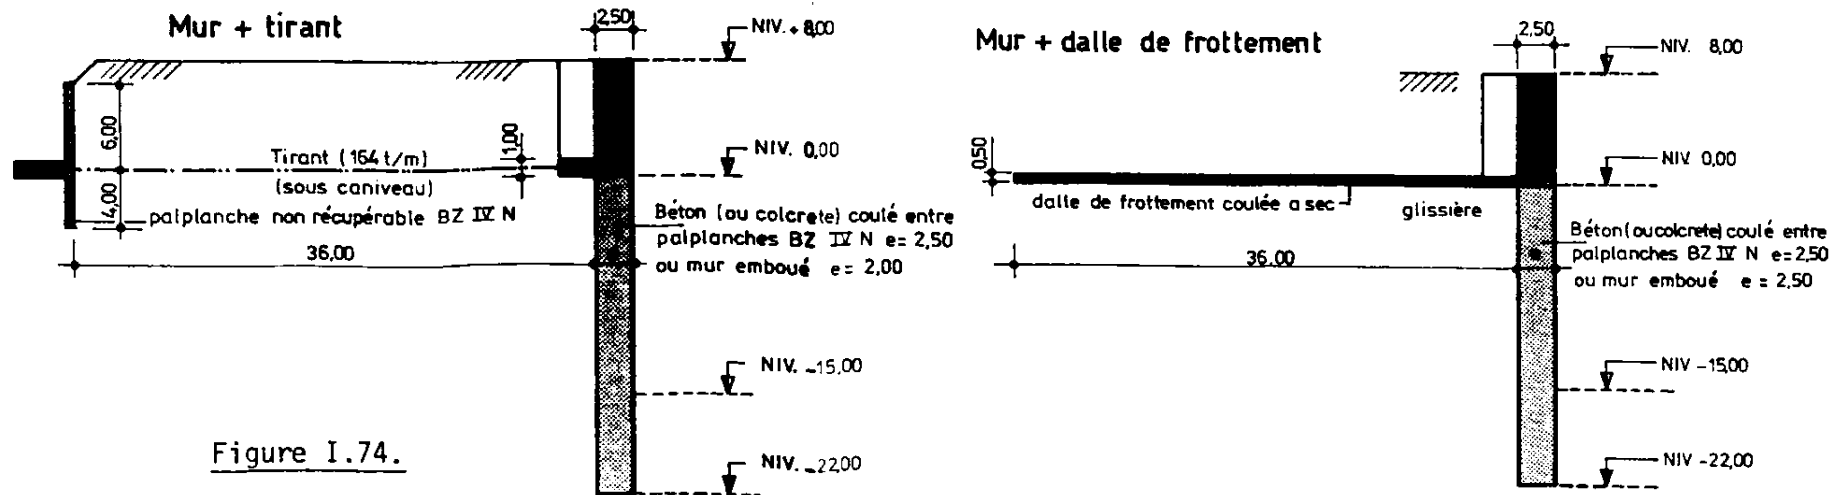 Mur + tirant
2,50
NIV. + 8,00
6,00
1,00
Tirant (164 t/m)
NIV. 0,00
(sous caniveau)
4,00
palplanche non récupérable BZ IV N
Béton (ou colcrete) coulé entre
palplanches BZ IV N e= 2,50
ou mur emboué e= 2,00
36,00
NIV. -15,00
NIV. -22,00
Figure I.74.
Mur + dalle de frottement
2,50
NIV. 8,00
0,50
NIV 0,00
dalle de frottement coulée a sec
glissière
Béton (ou colcrete) coulé entre
palplanches BZ IV N e=2,50
ou mur emboué e = 2,50
36,00
NIV -15,00
NIV -22,00